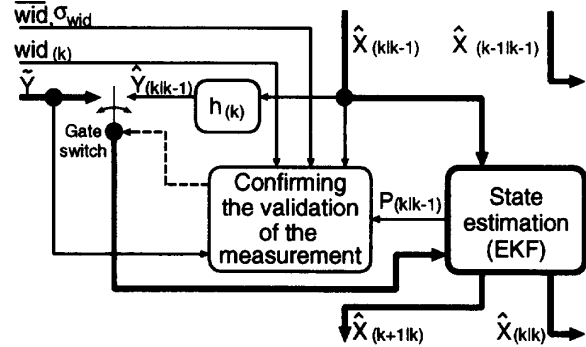 w̅i̅d̅,σwid
wid(k)
Ỹ
Ŷ(k|k-1)
h(k)
X̂(k|k-1)
X̂(k-1|k-1)
Gate
switch
Confirming
the validation
of the
measurement
P(k|k-1)
State
estimation
(EKF)
X̂(k+1|k)
X̂(k|k)